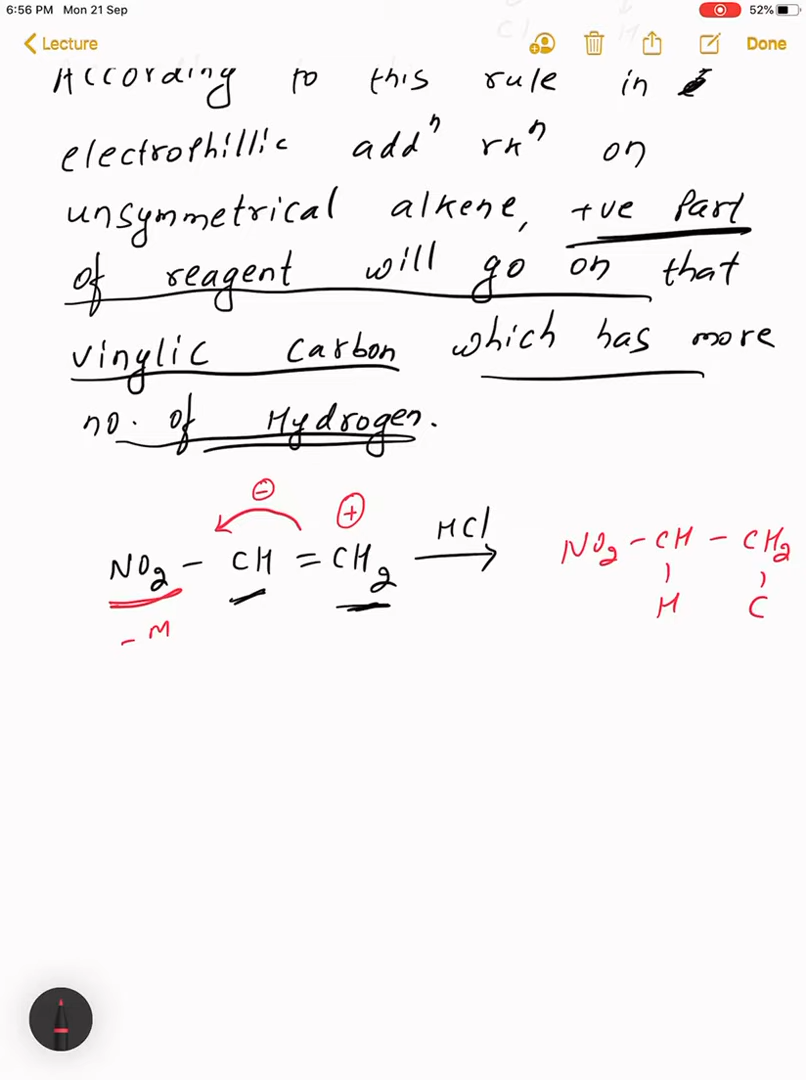 6:56 PM Mon 21 Sep
52%
Lecture
Done
Cl H
According to this rule in
electrophillic addⁿ rxⁿ on
unsymmetrical alkene, +ve Part
of reagent will go on that
vinylic Carbon which has more
no. of Hydrogen.
⊖ ⊕
NO2 - CH = CH2 HCl → NO2 - CH - CH2
H C
- M